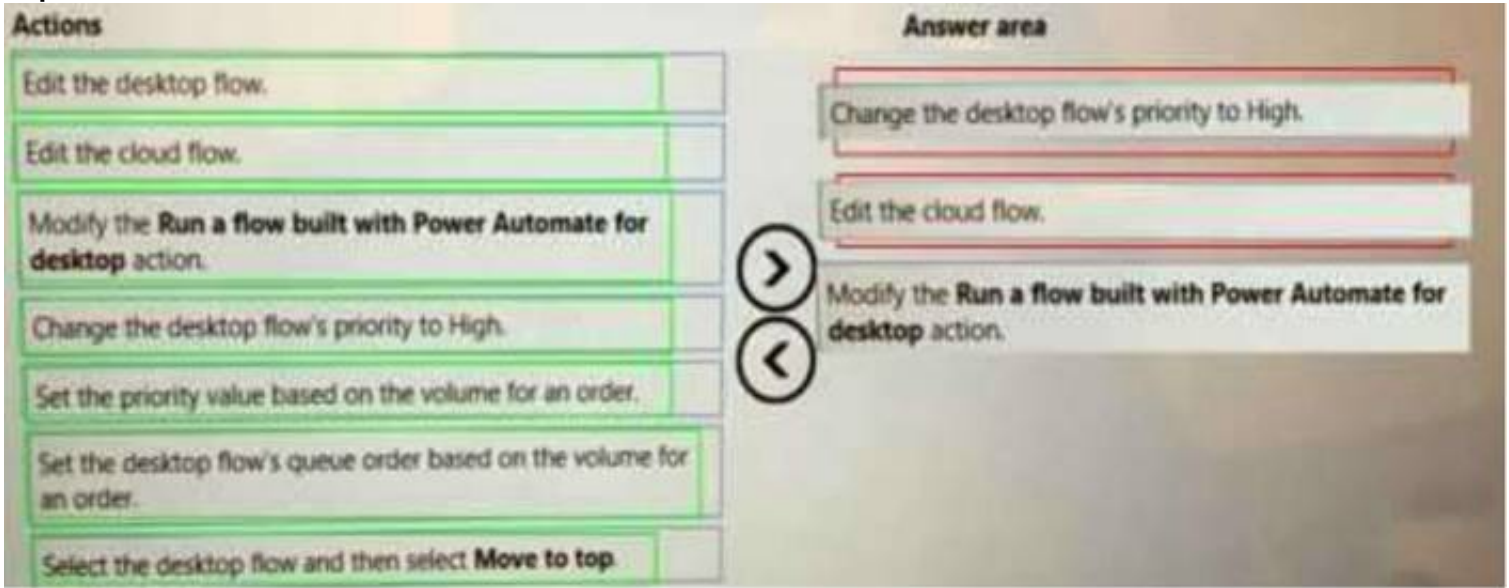 Actions
Edit the desktop flow.
Edit the cloud flow.
Modify the Run a flow built with Power Automate for
desktop action.
Change the desktop flow's priority to High.
Set the priority value based on the volume for an order.
Set the desktop flow's queue order based on the volume for
an order.
Select the desktop flow and then select Move to top.
Answer area
Change the desktop flow's priority to High.
Edit the cloud flow.
Modify the Run a flow built with Power Automate for
desktop action.